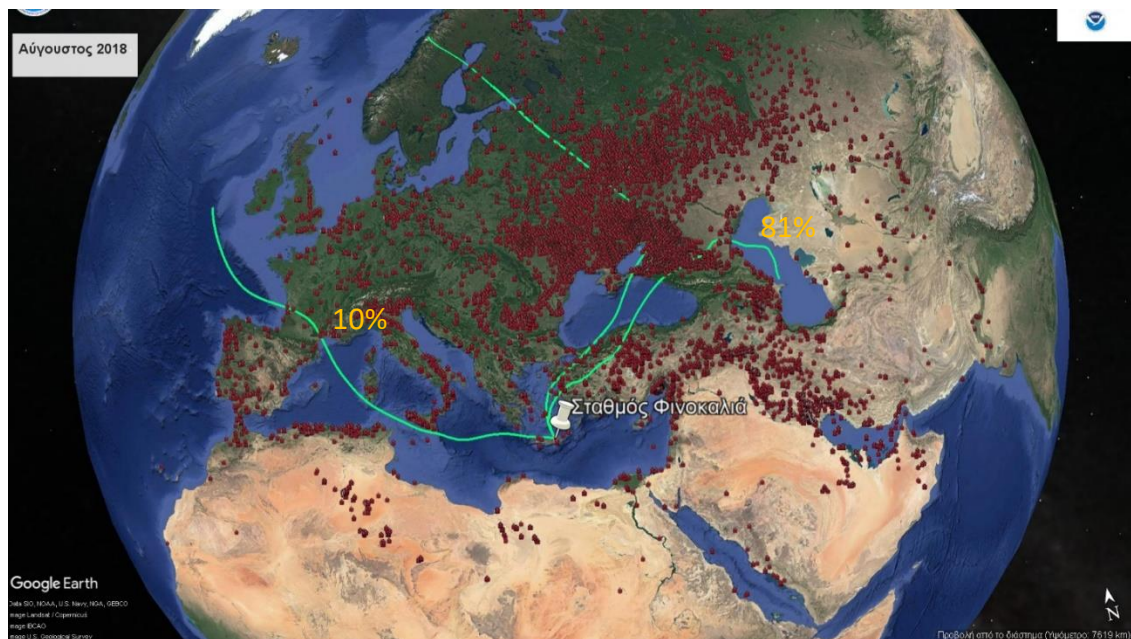 Αύγουστος 2018
81%
10%
Σταθμός Φινοκαλιά
Google Earth
Data SIO, NOAA, U.S. Navy, NGA, GEBCO
Image Landsat / Copernicus
Image IBCAO
Image U.S. Geological Survey
N
Προβολή από το διάστημα (Υψόμετρο: 7619 km)